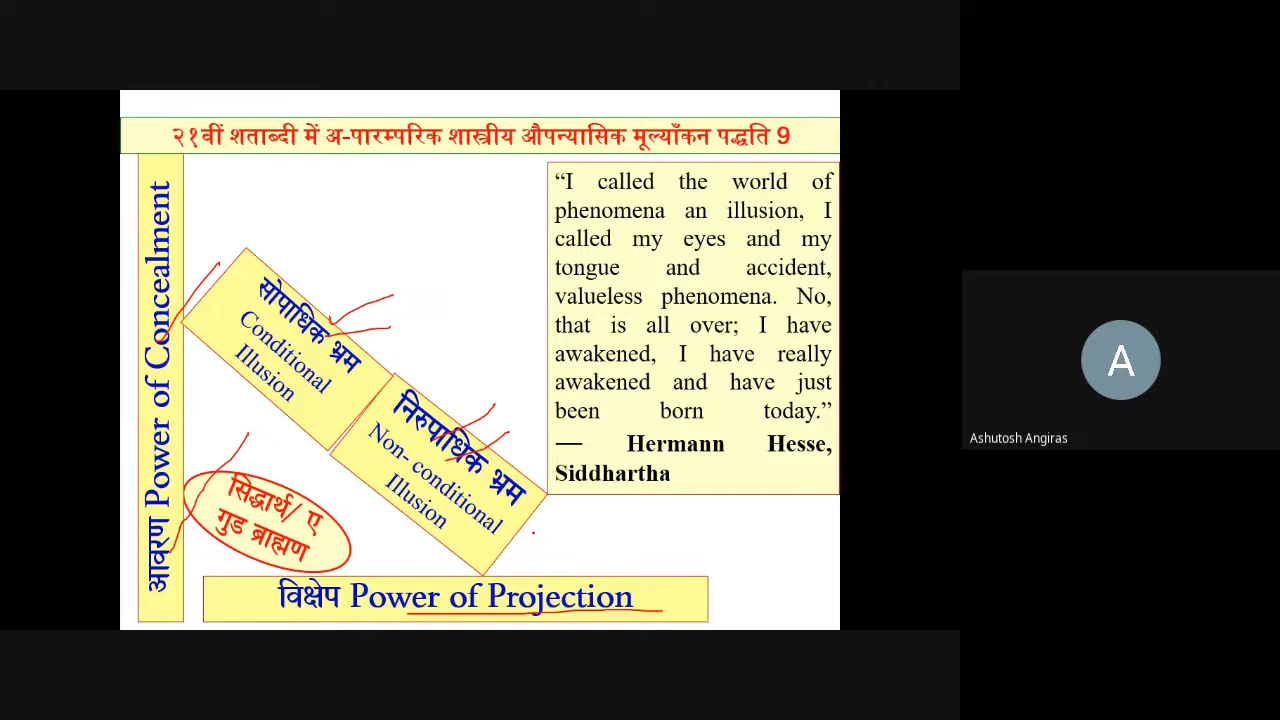 २१वीं शताब्दी में अ-पारम्परिक शास्त्रीय औपन्यासिक मूल्याँकन पद्धति 9
आवरण Power of Concealment
सोपाधिक भ्रम
Conditional
Illusion
निरुपाधिक भ्रम
Non- conditional
Illusion
सिद्धार्थ/ ए
गुड ब्राह्मण
विक्षेप Power of Projection
“I called the world of
phenomena an illusion, I
called my eyes and my
tongue and accident,
valueless phenomena. No,
that is all over; I have
awakened, I have really
awakened and have just
been born today.”
— Hermann Hesse,
Siddhartha
A
Ashutosh Angiras